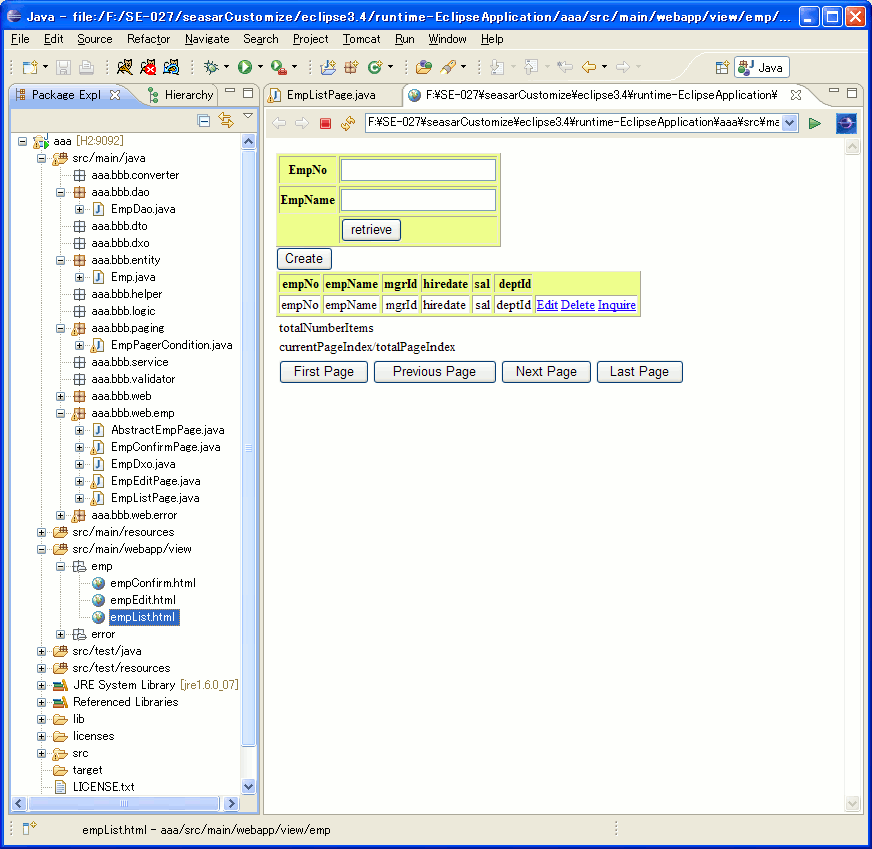 Java - file:/F:/SE-027/seasarCustomize/eclipse3.4/runtime-EclipseApplication/aaa/src/main/webapp/view/emp/...
File Edit Source Refactor Navigate Search Project Tomcat Run Window Help
Java
Package Expl Hierarchy
EmpListPage.java F:¥SE-027¥seasarCustomize¥eclipse3.4¥runtime-EclipseApplication¥
F:¥SE-027¥seasarCustomize¥eclipse3.4¥runtime-EclipseApplication¥aaa¥src¥ma
aaa [H2:9092]
src/main/java
aaa.bbb.converter
aaa.bbb.dao
EmpDao.java
aaa.bbb.dto
aaa.bbb.dxo
aaa.bbb.entity
Emp.java
aaa.bbb.helper
aaa.bbb.logic
aaa.bbb.paging
EmpPagerCondition.java
aaa.bbb.service
aaa.bbb.validator
aaa.bbb.web
aaa.bbb.web.emp
AbstractEmpPage.java
EmpConfirmPage.java
EmpDxo.java
EmpEditPage.java
EmpListPage.java
aaa.bbb.web.error
src/main/resources
src/main/webapp/view
emp
empConfirm.html
empEdit.html
empList.html
error
src/test/java
src/test/resources
JRE System Library [jre1.6.0_07]
Referenced Libraries
lib
licenses
src
target
LICENSE.txt
EmpNo
EmpName
retrieve
Create
empNo empName mgrId hiredate sal deptId
empNo empName mgrId hiredate sal deptId Edit Delete Inquire
totalNumberItems
currentPageIndex/totalPageIndex
First Page Previous Page Next Page Last Page
empList.html - aaa/src/main/webapp/view/emp